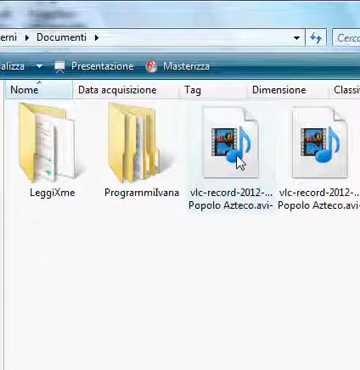 erni ▸ Documenti ▸ Cerca
alizza Presentazione Masterizza
Nome Data acquisizione Tag Dimensione Classi
LeggiXme ProgrammiIvana vlc-record-2012-... vlc-record-2012-...
Popolo Azteco.avi- Popolo Azteco.avi-